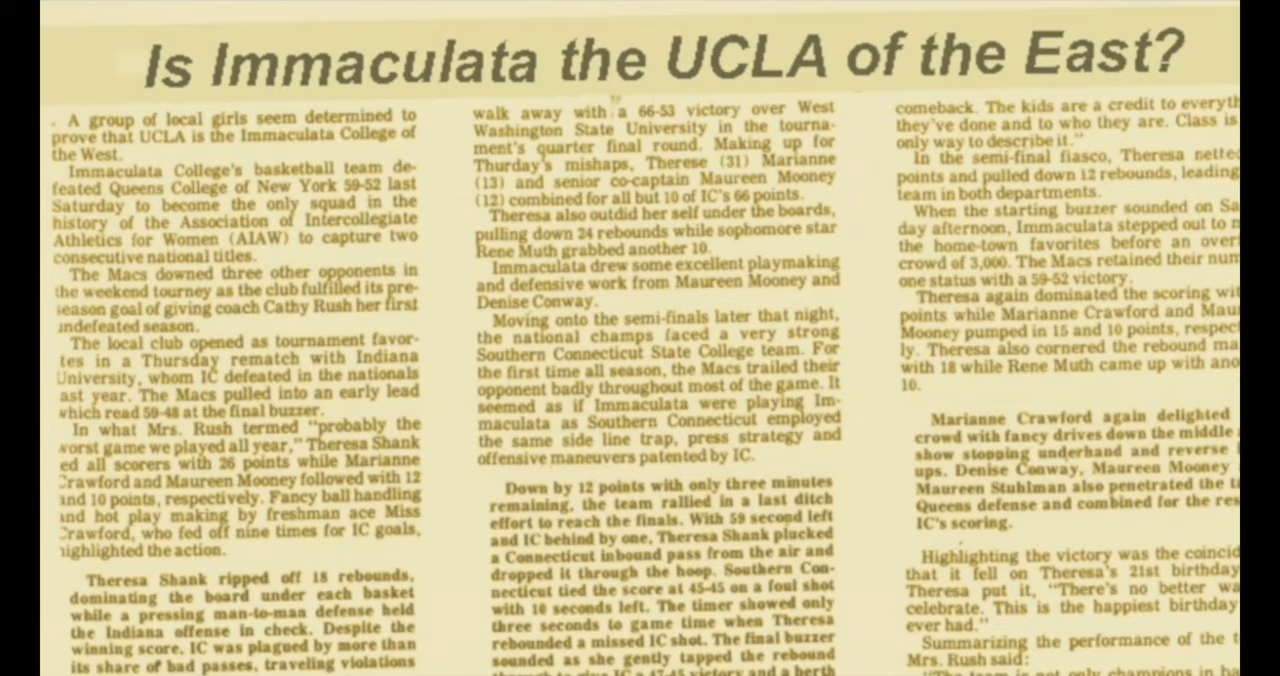 Is Immaculata the UCLA of the East?
. A group of local girls seem determined to
prove that UCLA is the Immaculata College of
the West.
Immaculata College's basketball team de-
feated Queens College of New York 59-52 last
Saturday to become the only squad in the
history of the Association of Intercollegiate
Athletics for Women (AIAW) to capture two
consecutive national titles.
The Macs downed three other opponents in
the weekend tourney as the club fulfilled its pre-
season goal of giving coach Cathy Rush her first
undefeated season.
The local club opened as tournament favor-
tes in a Thursday rematch with Indiana
University, whom IC defeated in the nationals
ast year. The Macs pulled into an early lead
which read 59-48 at the final buzzer.
In what Mrs. Rush termed "probably the
worst game we played all year," Theresa Shank
ed all scorers with 26 points while Marianne
Crawford and Maureen Mooney followed with 12
and 10 points, respectively. Fancy ball handling
and hot play making by freshman ace Miss
Crawford, who fed off nine times for IC goals,
highlighted the action.
Theresa Shank ripped off 18 rebounds,
dominating the board under each basket
while a pressing man-to-man defense held
the Indiana offense in check. Despite the
winning score, IC was plagued by more than
its share of bad passes, traveling violations
walk away with a 66-53 victory over West
Washington State University in the tourna-
ment's quarter final round. Making up for
Thurday's mishaps, Therese (31) Marianne
(13) and senior co-captain Maureen Mooney
(12) combined for all but 10 of IC's 66 points.
Theresa also outdid her self under the boards,
pulling down 24 rebounds while sophomore star
Rene Muth grabbed another 10.
Immaculata drew some excellent playmaking
and defensive work from Maureen Mooney and
Denise Conway.
Moving onto the semi-finals later that night,
the national champs faced a very strong
Southern Connecticut State College team. For
the first time all season, the Macs trailed their
opponent badly throughout most of the game. It
seemed as if Immaculata were playing Im-
maculata as Southern Connecticut employed
the same side line trap, press strategy and
offensive maneuvers patented by IC.
Down by 12 points with only three minutes
remaining, the team rallied in a last ditch
effort to reach the finals. With 59 second left
and IC behind by one, Theresa Shank plucked
a Connecticut inbound pass from the air and
dropped it through the hoop. Southern Con-
necticut tied the score at 45-45 on a foul shot
with 10 seconds left. The timer showed only
three seconds to game time when Theresa
rebounded a missed IC shot. The final buzzer
sounded as she gently tapped the rebound
through to give IC a 47-45 victory and a berth
comeback. The kids are a credit to everyth
they've done and to who they are. Class is
only way to describe it."
In the semi-final fiasco, Theresa netted
points and pulled down 12 rebounds, leading
team in both departments.
When the starting buzzer sounded on Sa
day afternoon, Immaculata stepped out to m
the home-town favorites before an over
crowd of 3,000. The Macs retained their num
one status with a 59-52 victory.
Theresa again dominated the scoring wit
points while Marianne Crawford and Mau
Mooney pumped in 15 and 10 points, respec
ly. Theresa also cornered the rebound ma
with 18 while Rene Muth came up with ano
10.
Marianne Crawford again delighted
crowd with fancy drives down the middle
show stopping underhand and reverse l
ups. Denise Conway, Maureen Mooney
Maureen Stuhlman also penetrated the t
Queens defense and combined for the res
IC's scoring.
Highlighting the victory was the coincid
that it fell on Theresa's 21st birthday
Theresa put it, "There's no better wa
celebrate. This is the happiest birthday
ever had."
Summarizing the performance of the t
Mrs. Rush said:
"The team is not only champions in ba